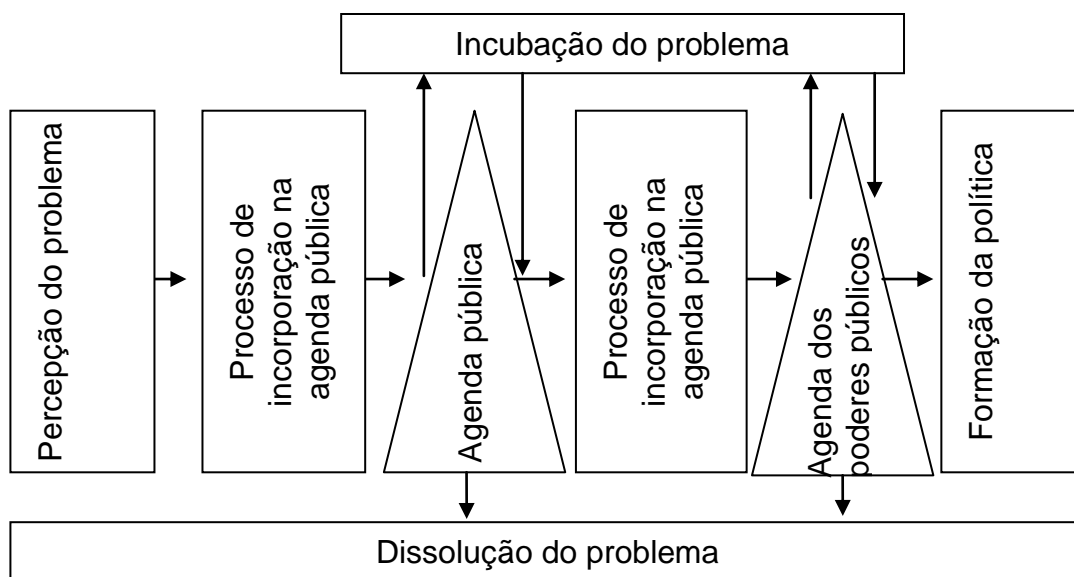 Incubação do problema
Percepção do problema
Processo de
incorporação na
agenda pública
Agenda pública
Processo de
incorporação na
agenda pública
Agenda dos
poderes públicos
Formação da política
Dissolução do problema